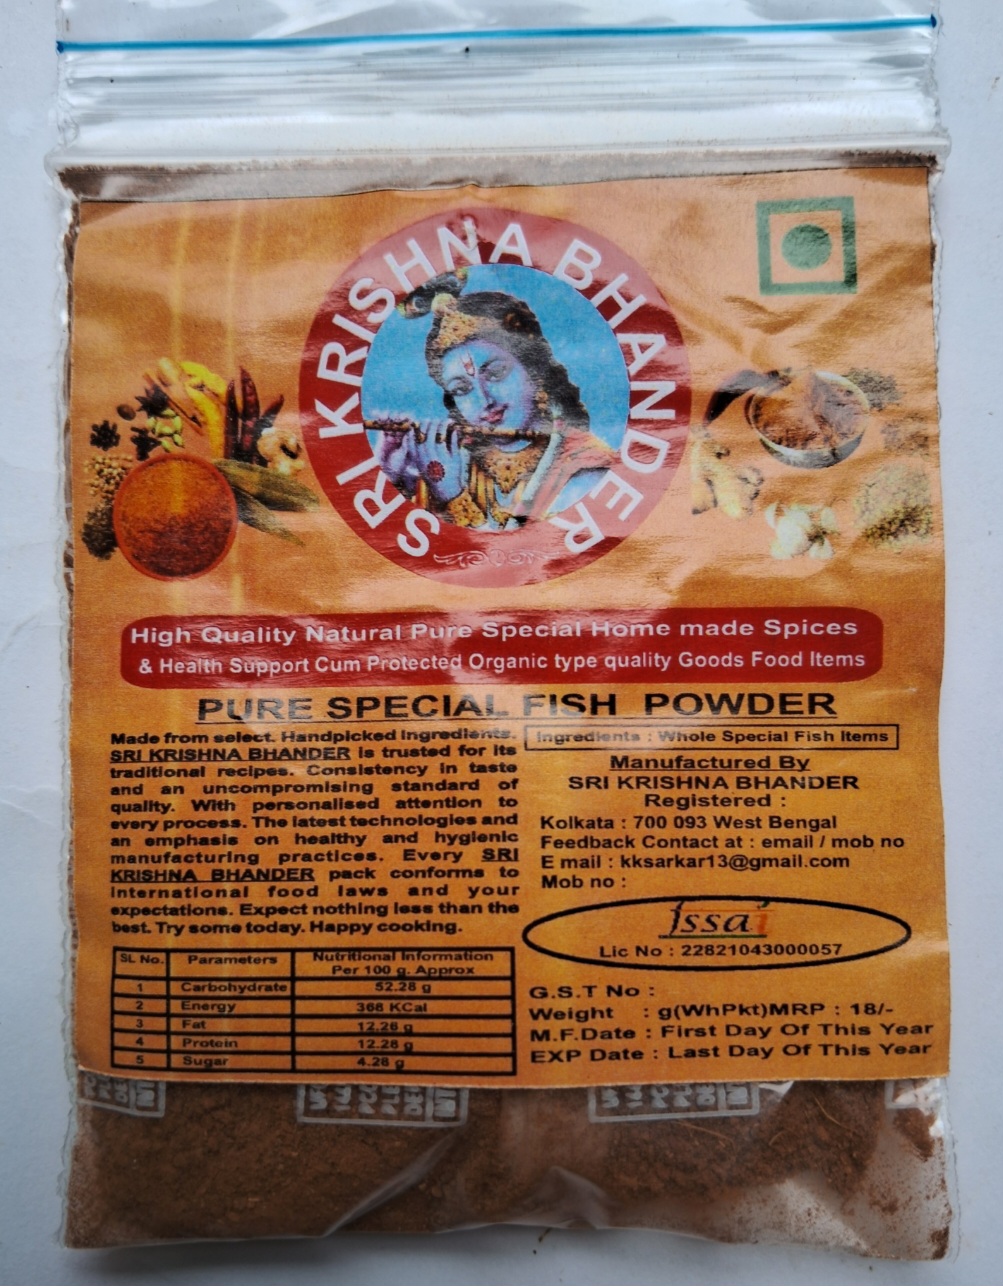 SRI KRISHNA BHANDER
High Quality Natural Pure Special Home made Spices
& Health Support Cum Protected Organic type quality Goods Food Items
PURE SPECIAL FISH POWDER
Made from select. Handpicked ingredients.
SRI KRISHNA BHANDER is trusted for its
traditional recipes. Consistency in taste
and an uncompromising standard of
quality. With personalised attention to
every process. The latest technologies and
an emphasis on healthy and hygienic
manufacturing practices. Every SRI
KRISHNA BHANDER pack conforms to
international food laws and your
expectations. Expect nothing less than the
best. Try some today. Happy cooking.
SL No. Parameters Nutritional Information
Per 100 g. Approx
1 Carbohydrate 52.28 g
2 Energy 368 KCal
3 Fat 12.26 g
4 Protein 12.28 g
5 Sugar 4.28 g
Ingredients : Whole Special Fish Items
Manufactured By
SRI KRISHNA BHANDER
Registered :
Kolkata : 700 093 West Bengal
Feedback Contact at : email / mob no
E mail : kksarkar13@gmail.com
Mob no :
fssai
Lic No : 22821043000057
G.S.T No :
Weight : g(WhPkt)MRP : 18/-
M.F.Date : First Day Of This Year
EXP Date : Last Day Of This Year